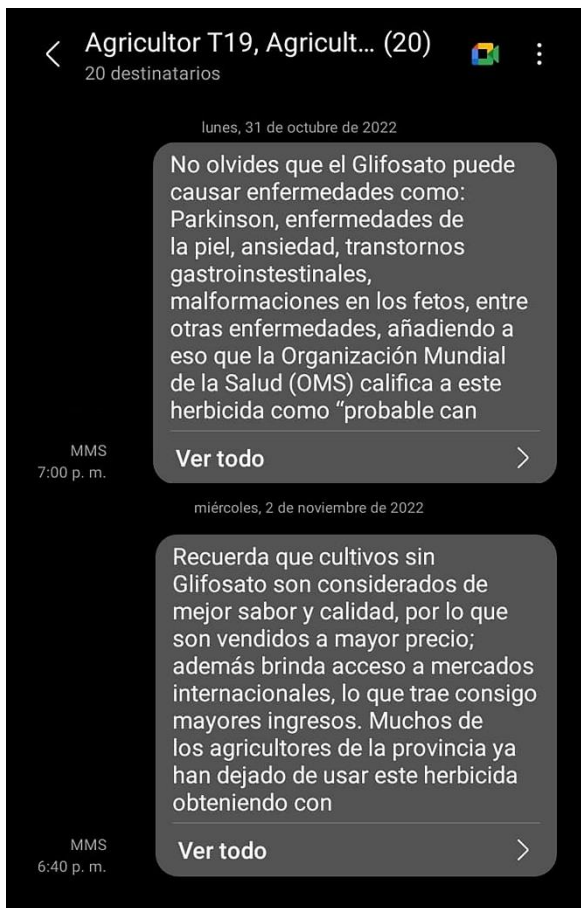 Agricultor T19, Agricult... (20)
20 destinatarios
lunes, 31 de octubre de 2022
No olvides que el Glifosato puede
causar enfermedades como:
Parkinson, enfermedades de
la piel, ansiedad, transtornos
gastroinstestinales,
malformaciones en los fetos, entre
otras enfermedades, añadiendo a
eso que la Organización Mundial
de la Salud (OMS) califica a este
herbicida como “probable can
Ver todo
MMS
7:00 p. m.
miércoles, 2 de noviembre de 2022
Recuerda que cultivos sin
Glifosato son considerados de
mejor sabor y calidad, por lo que
son vendidos a mayor precio;
además brinda acceso a mercados
internacionales, lo que trae consigo
mayores ingresos. Muchos de
los agricultores de la provincia ya
han dejado de usar este herbicida
obteniendo con
Ver todo
MMS
6:40 p. m.